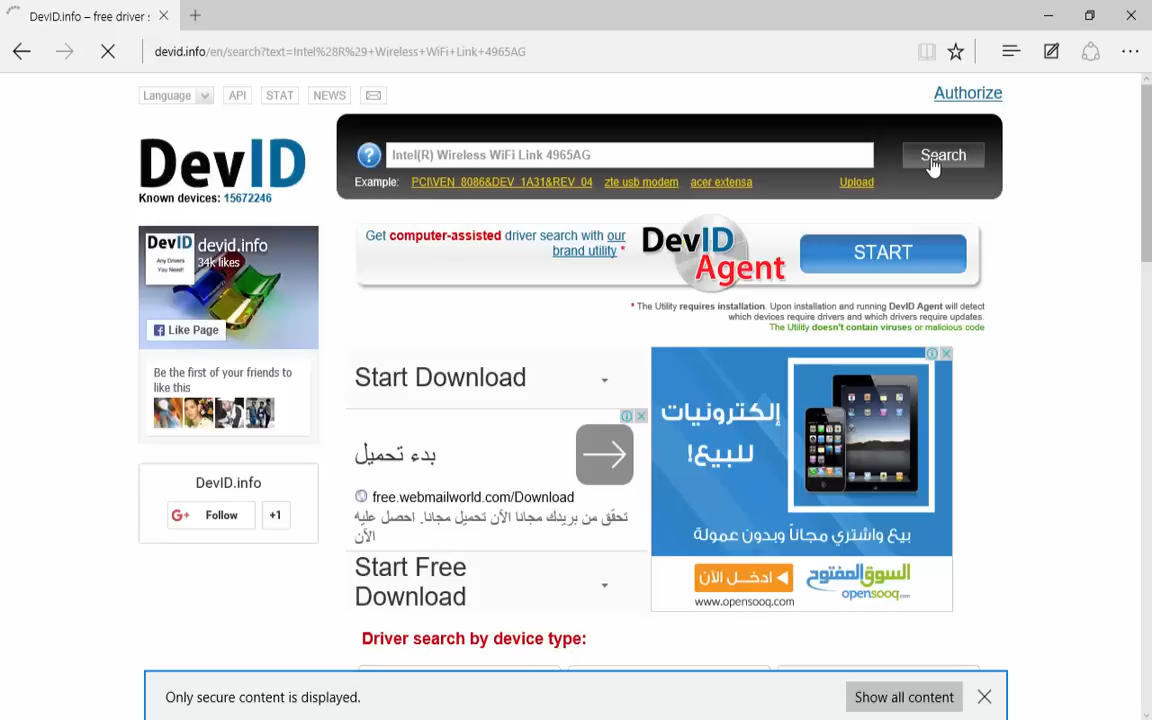 DevID.info – free driver :
devid.info/en/search?text=Intel%28R%29+Wireless+WiFi+Link+4965AG
Language
API
STAT
NEWS
Authorize
DevID
Known devices: 15672246
? Intel(R) Wireless WiFi Link 4965AG
Search
Example: PCI\VEN_8086&DEV_1A31&REV_04 zte usb modem acer extensa Upload
DevID
Any Drivers
You Need!
devid.info
34k likes
Like Page
Be the first of your friends to
like this
DevID.info
G+ Follow +1
Get computer-assisted driver search with our
brand utility *
DevID
Agent
START
* The Utility requires installation. Upon installation and running DevID Agent will detect
which devices require drivers and which drivers require updates.
The Utility doesn't contain viruses or malicious code
Start Download
بدء تحميل
free.webmailworld.com/Download
تحقّق من بريدك مجانا الآن تحميل مجانا. احصل عليه
الآن
Start Free
Download
إلكترونيات
للبيع!
بيع واشتري مجاناً وبدون عمولة
ادخل الآن
www.opensooq.com
السوق المفتوح
opensooq.com
Driver search by device type:
Only secure content is displayed.
Show all content